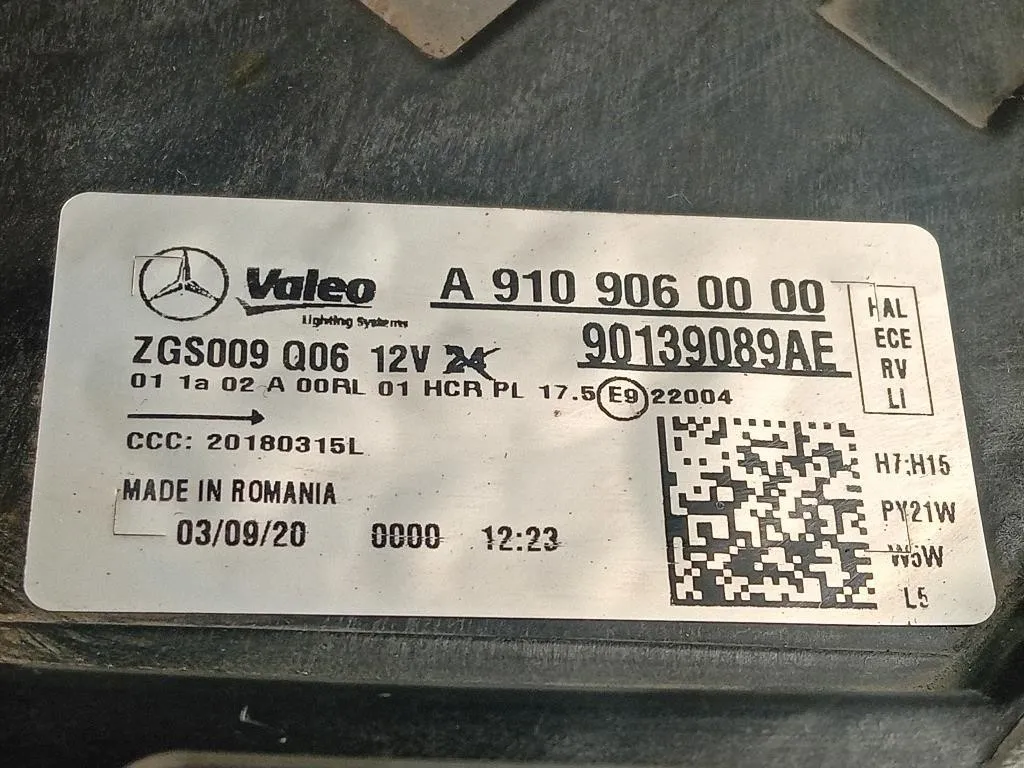 Valeo
Lighting Systems
A 910 906 00 00
90139089AE
ZGS009 Q06 12V 24
01 1a 02 A 00RL 01 HCR PL 17.5 E9 22004
CCC: 20180315L
MADE IN ROMANIA
03/09/20 0000 12:23
HAL
ECE
RV
LI
H7:H15
PY21W
W5W
L5